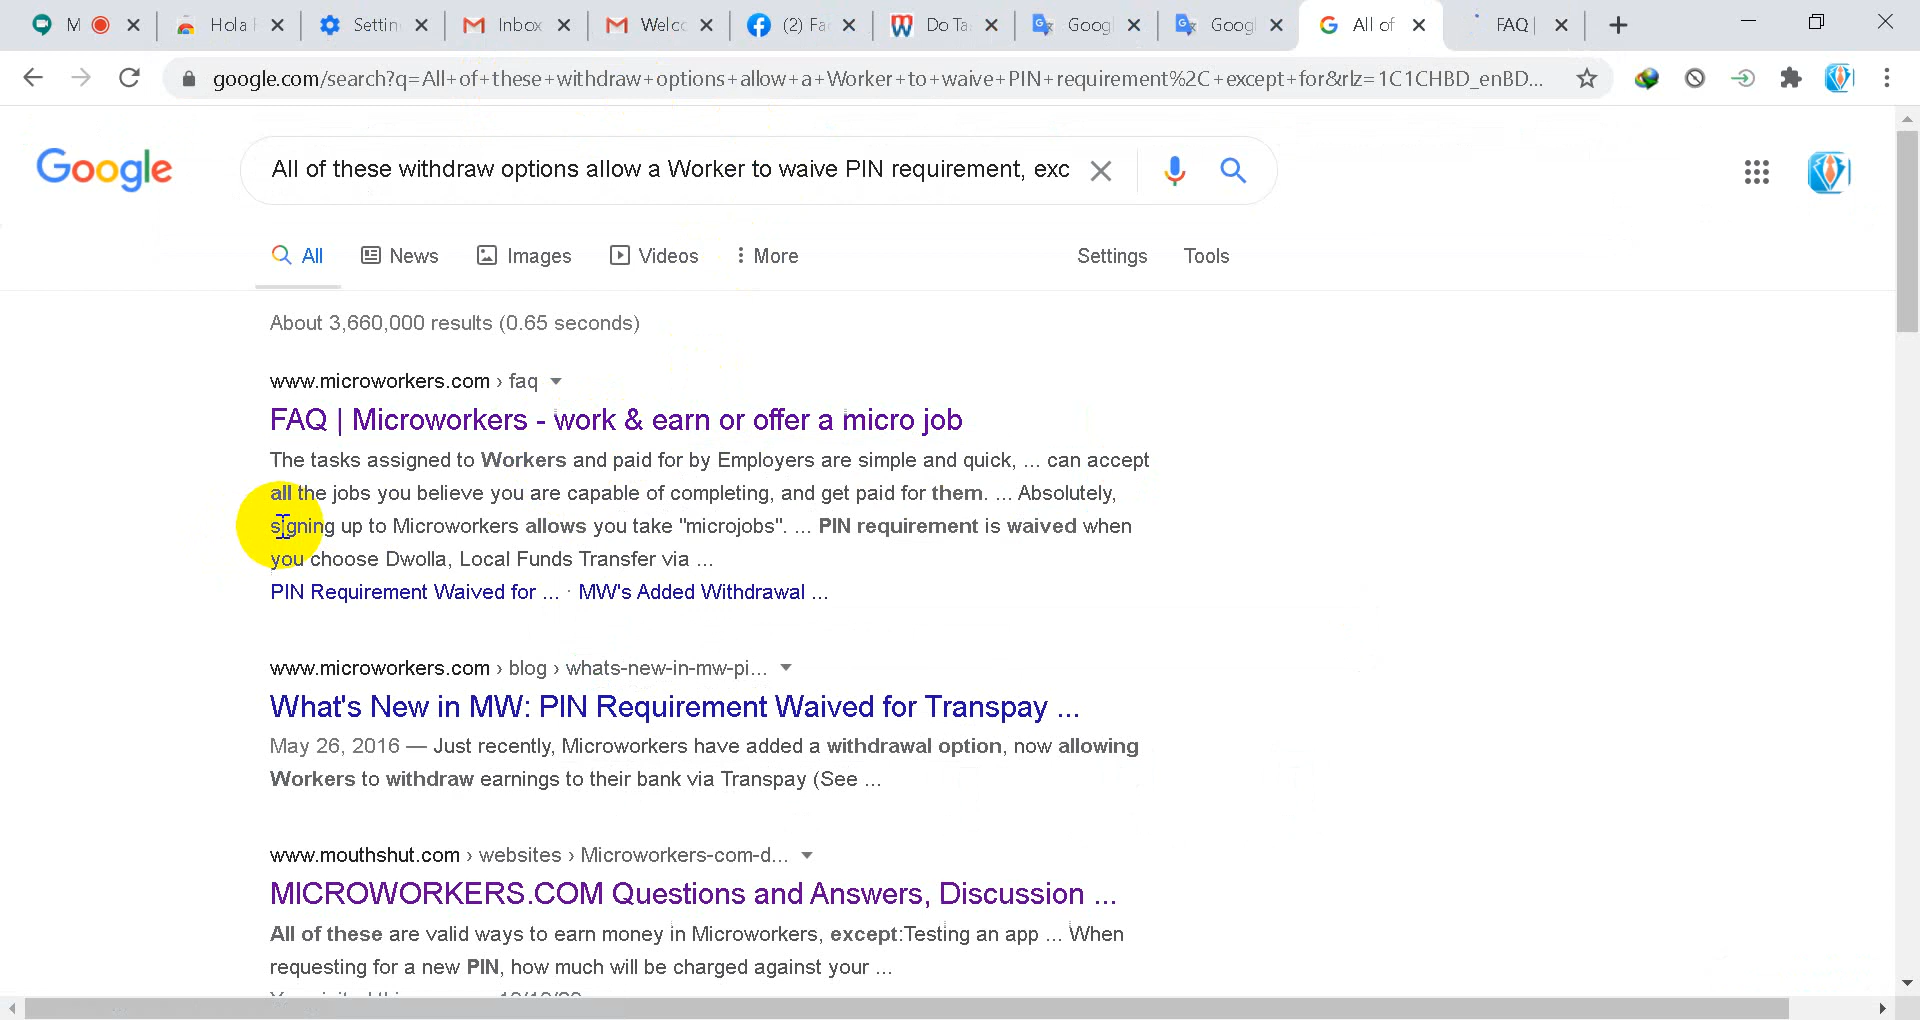 M Hola Settin Inbox Welc (2) Fa Do Ta Googl Googl All of FAQ |
google.com/search?q=All+of+these+withdraw+options+allow+a+Worker+to+waive+PIN+requirement%2C+except+for&rlz=1C1CHBD_enBD...
Google
All of these withdraw options allow a Worker to waive PIN requirement, exc
All News Images Videos More Settings Tools
About 3,660,000 results (0.65 seconds)
www.microworkers.com › faq
FAQ | Microworkers - work & earn or offer a micro job
The tasks assigned to Workers and paid for by Employers are simple and quick, ... can accept
all the jobs you believe you are capable of completing, and get paid for them. ... Absolutely,
signing up to Microworkers allows you take "microjobs". ... PIN requirement is waived when
you choose Dwolla, Local Funds Transfer via ...
PIN Requirement Waived for ... · MW's Added Withdrawal ...
www.microworkers.com › blog › whats-new-in-mw-pi...
What's New in MW: PIN Requirement Waived for Transpay ...
May 26, 2016 — Just recently, Microworkers have added a withdrawal option, now allowing
Workers to withdraw earnings to their bank via Transpay (See ...
www.mouthshut.com › websites › Microworkers-com-d...
MICROWORKERS.COM Questions and Answers, Discussion ...
All of these are valid ways to earn money in Microworkers, except:Testing an app ... When
requesting for a new PIN, how much will be charged against your ...